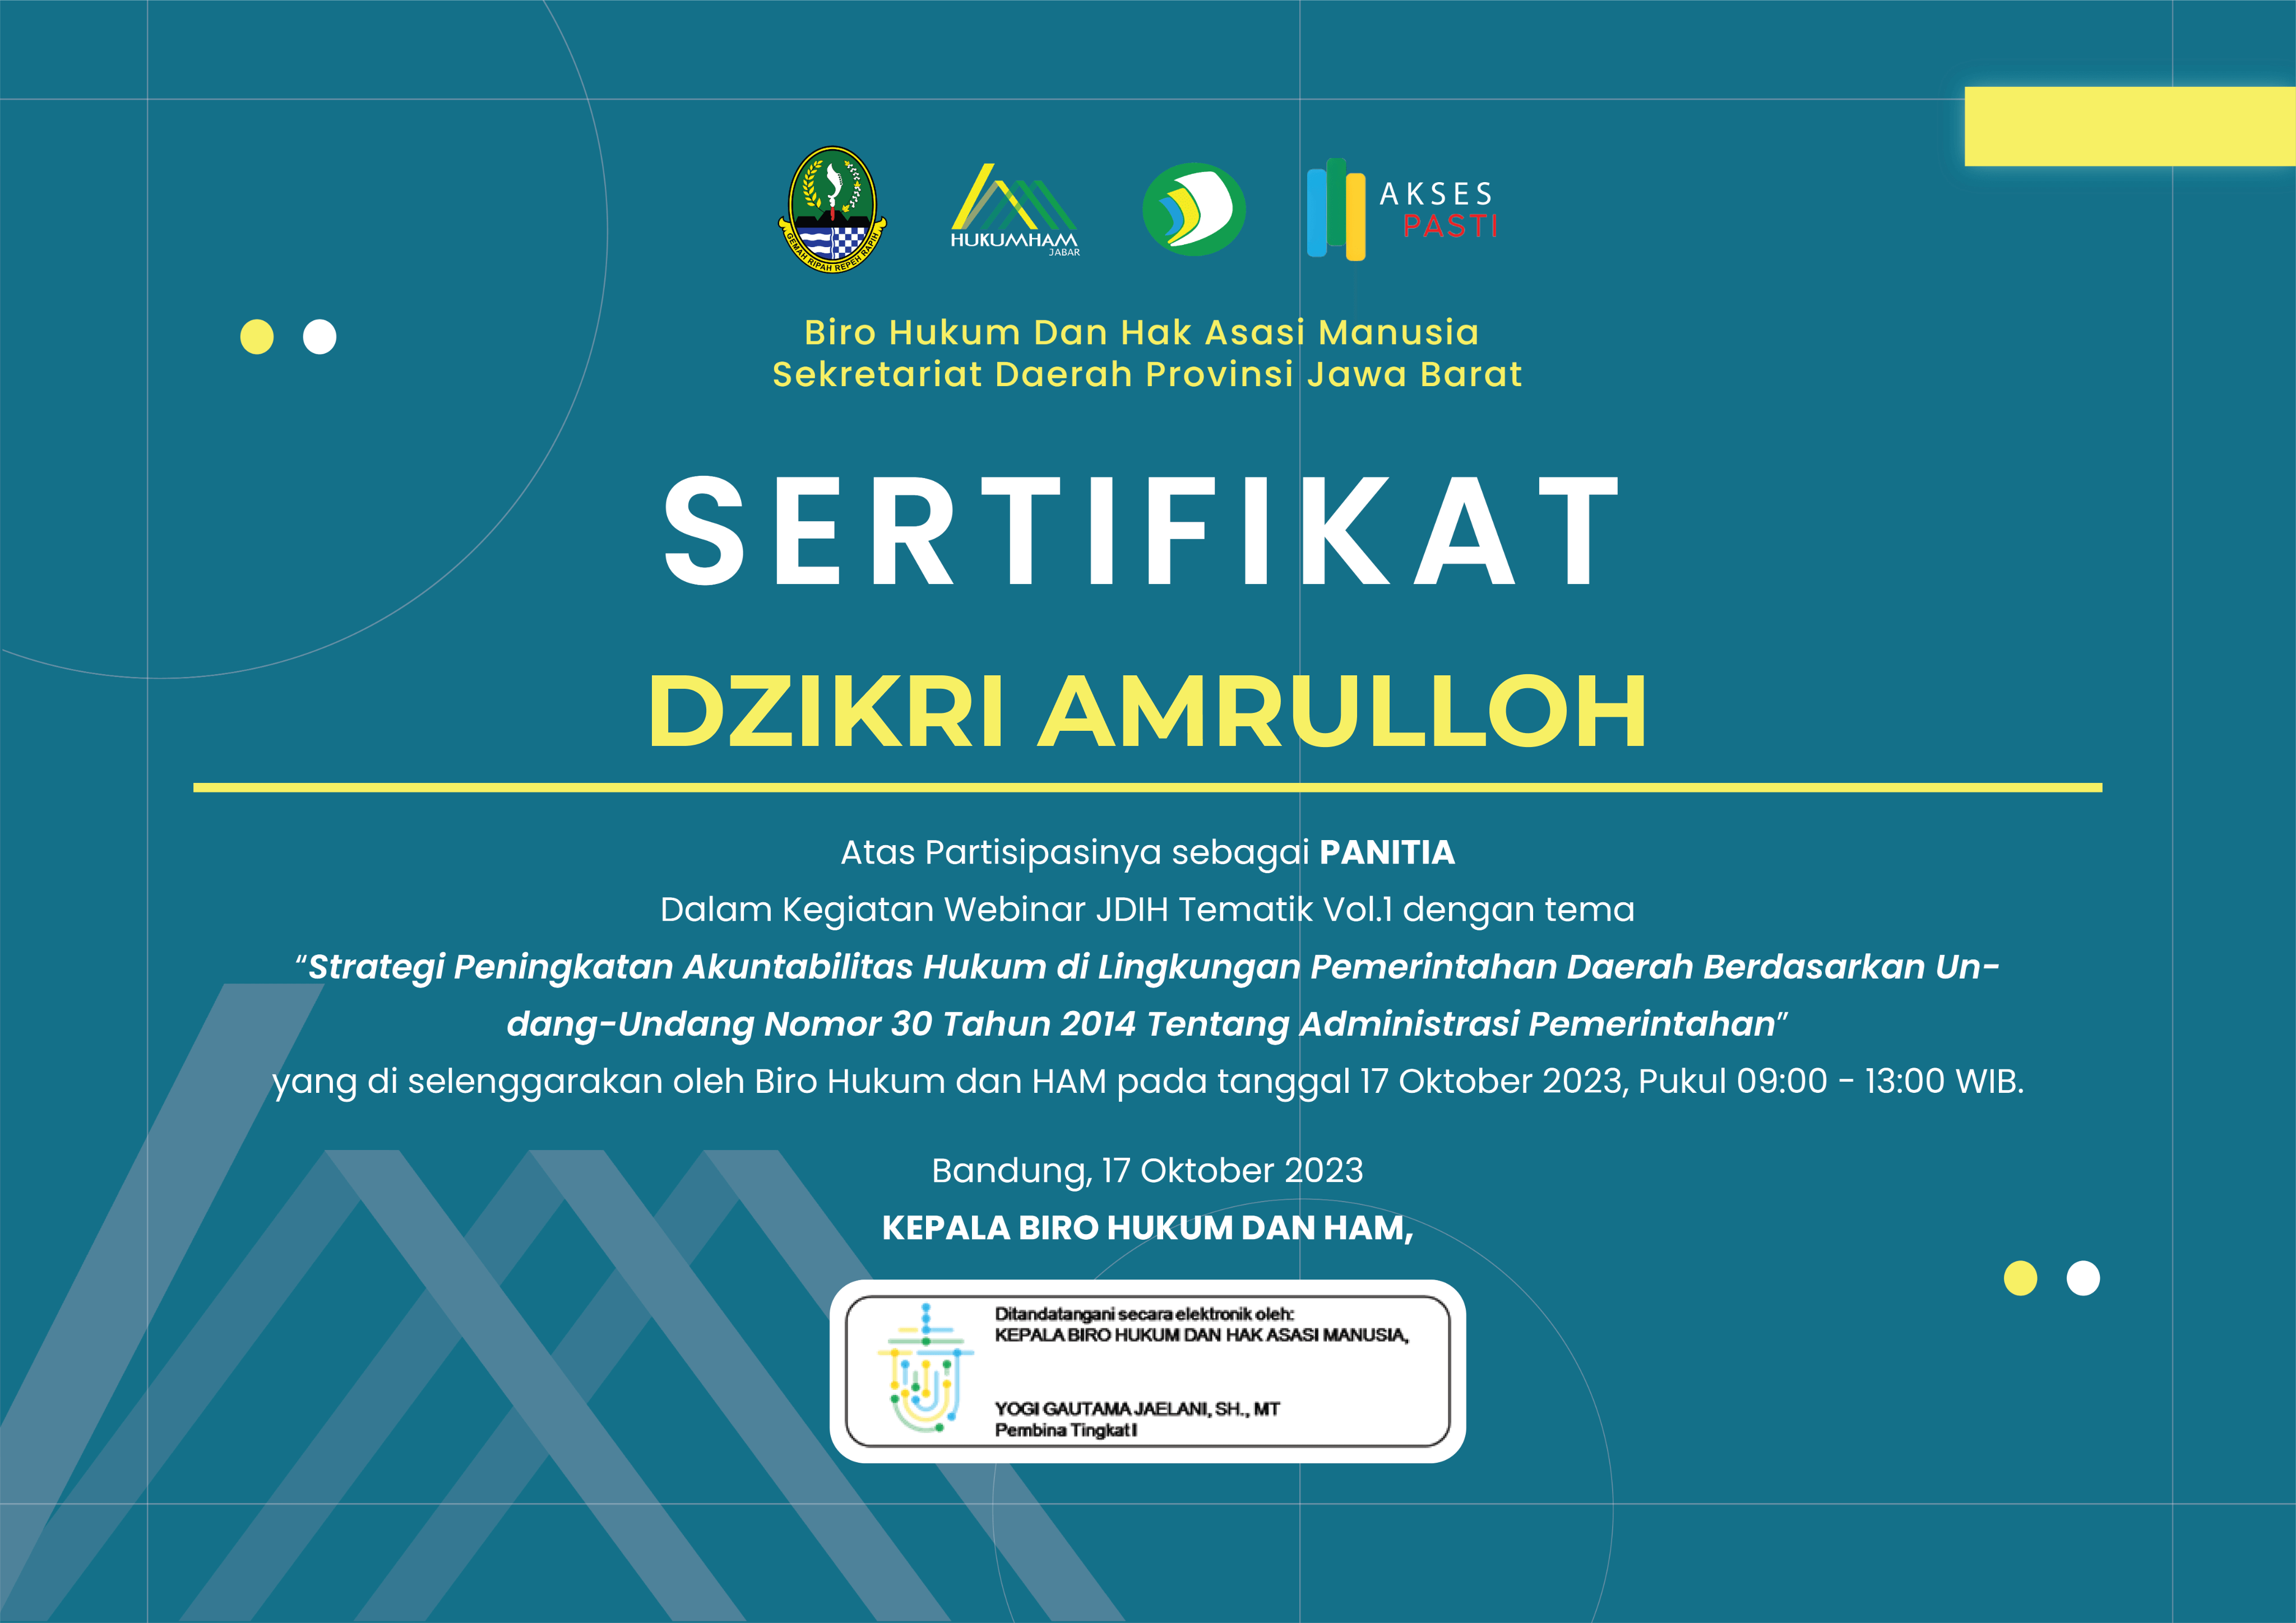 GEMAH RIPAH REPEH RAPIH
HUKUMHAM
JABAR
AKSES
PASTI
Biro Hukum Dan Hak Asasi Manusia
Sekretariat Daerah Provinsi Jawa Barat
SERTIFIKAT
DZIKRI AMRULLOH
Atas Partisipasinya sebagai PANITIA
Dalam Kegiatan Webinar JDIH Tematik Vol.1 dengan tema
“Strategi Peningkatan Akuntabilitas Hukum di Lingkungan Pemerintahan Daerah Berdasarkan Un-
dang-Undang Nomor 30 Tahun 2014 Tentang Administrasi Pemerintahan”
yang di selenggarakan oleh Biro Hukum dan HAM pada tanggal 17 Oktober 2023, Pukul 09:00 - 13:00 WIB.
Bandung, 17 Oktober 2023
KEPALA BIRO HUKUM DAN HAM,
Ditandatangani secara elektronik oleh:
KEPALA BIRO HUKUM DAN HAK ASASI MANUSIA,
YOGI GAUTAMA JAELANI, SH., MT
Pembina Tingkat I